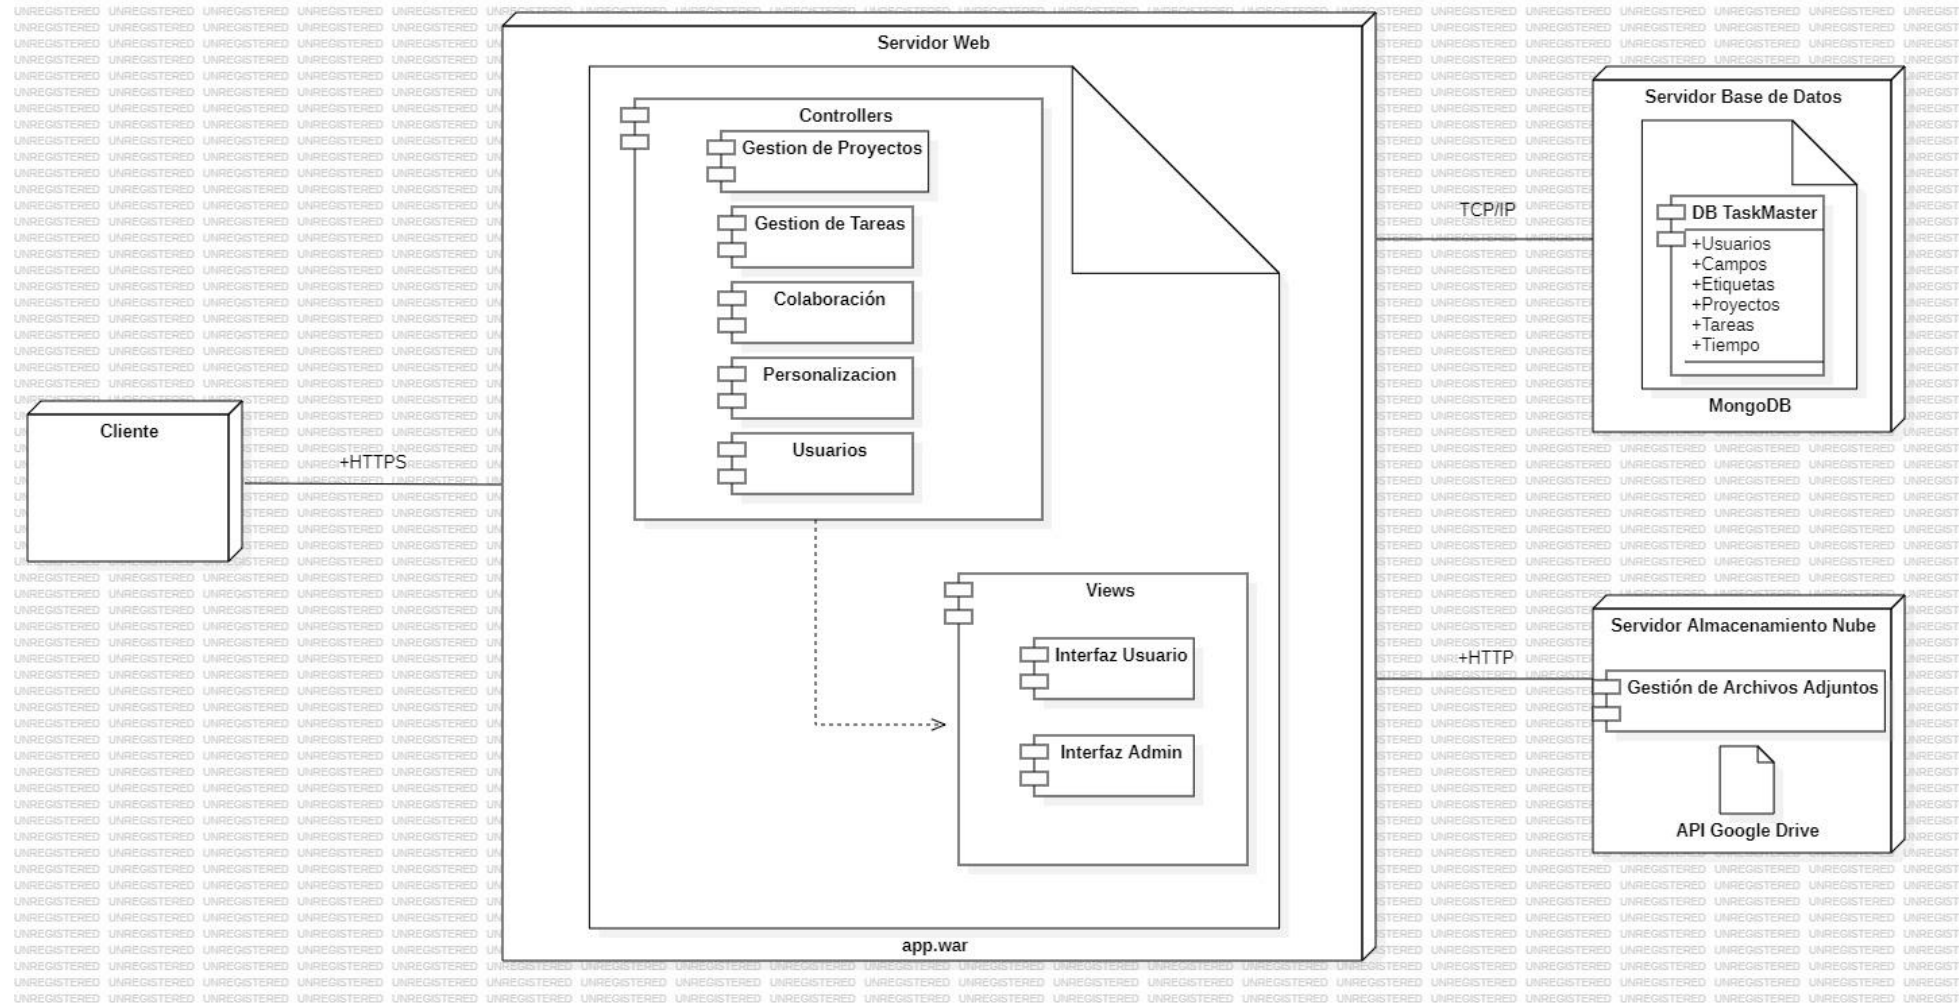 Servidor Web
Controllers
Gestion de Proyectos
Gestion de Tareas
Colaboración
Personalizacion
Usuarios
Views
Interfaz Usuario
Interfaz Admin
app.war
Cliente
+HTTPS
TCP/IP
Servidor Base de Datos
DB TaskMaster
+Usuarios
+Campos
+Etiquetas
+Proyectos
+Tareas
+Tiempo
MongoDB
+HTTP
Servidor Almacenamiento Nube
Gestión de Archivos Adjuntos
API Google Drive
UNREGISTERED